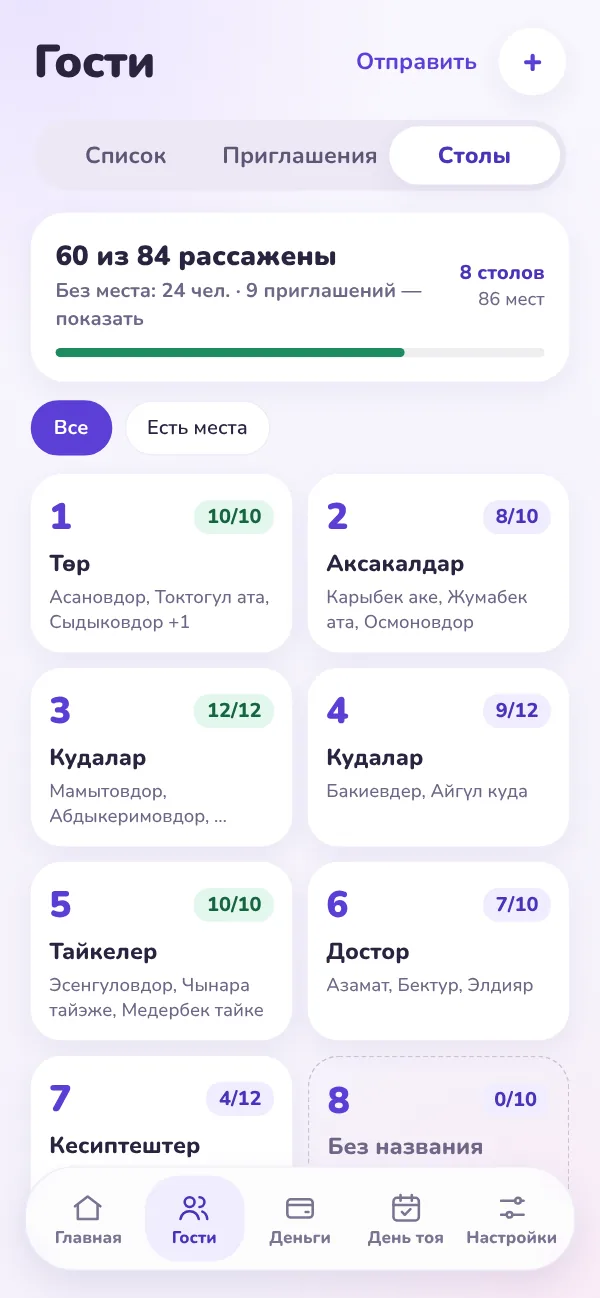 Гости
Отправить
+
Список
Приглашения
Столы
60 из 84 рассажены
Без места: 24 чел. · 9 приглашений —
показать
8 столов
86 мест
Все
Есть места
1
10/10
Төр
Асановдор, Токтогул ата,
Сыдыковдор +1
2
8/10
Аксакалдар
Карыбек аке, Жумабек
ата, Осмоновдор
3
12/12
Кудалар
Мамытовдор,
Абдыкеримовдор, ...
4
9/12
Кудалар
Бакиевдер, Айгүл куда
5
10/10
Тайкелер
Эсенгуловдор, Чынара
тайэже, Медербек тайке
6
7/10
Достор
Азамат, Бектур, Элдияр
7
4/12
Кесиптештер
8
0/10
Без названия
Главная
Гости
Деньги
День тоя
Настройки